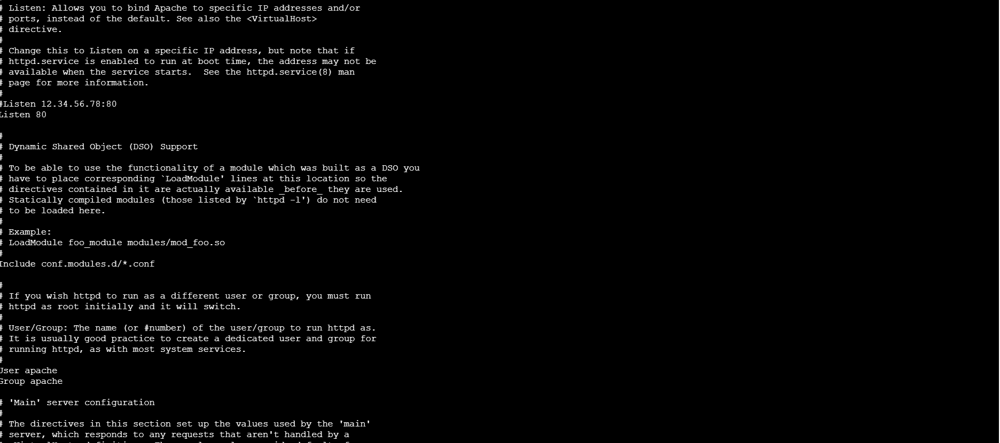 # Listen: Allows you to bind Apache to specific IP addresses and/or
# ports, instead of the default. See also the <VirtualHost>
# directive.
#
# Change this to Listen on a specific IP address, but note that if
# httpd.service is enabled to run at boot time, the address may not be
# available when the service starts.  See the httpd.service(8) man
# page for more information.
#
#Listen 12.34.56.78:80
Listen 80

#
# Dynamic Shared Object (DSO) Support
#
# To be able to use the functionality of a module which was built as a DSO you
# have to place corresponding `LoadModule' lines at this location so the
# directives contained in it are actually available _before_ they are used.
# Statically compiled modules (those listed by `httpd -l') do not need
# to be loaded here.
#
# Example:
# LoadModule foo_module modules/mod_foo.so
#
Include conf.modules.d/*.conf

#
# If you wish httpd to run as a different user or group, you must run
# httpd as root initially and it will switch.
#
# User/Group: The name (or #number) of the user/group to run httpd as.
# It is usually good practice to create a dedicated user and group for
# running httpd, as with most system services.
#
User apache
Group apache

# 'Main' server configuration
#
# The directives in this section set up the values used by the 'main'
# server, which responds to any requests that aren't handled by a